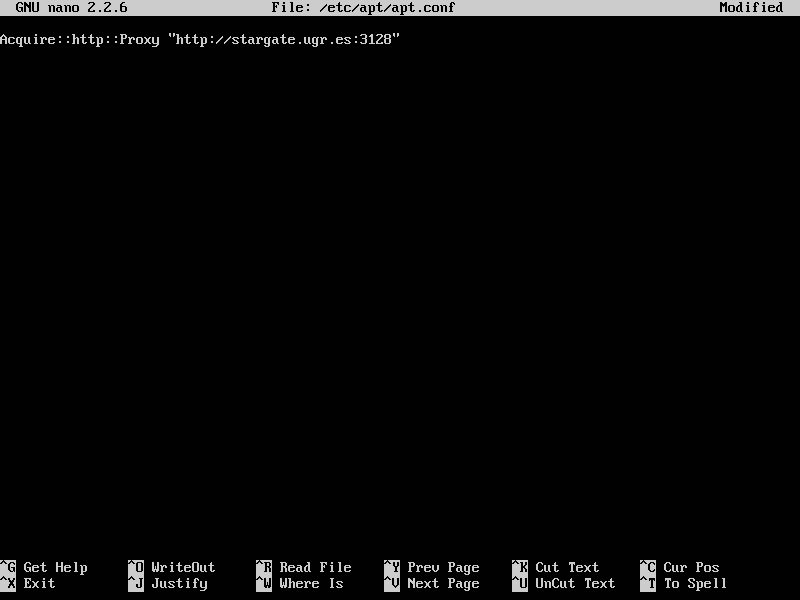 GNU nano 2.2.6 File: /etc/apt/apt.conf Modified
Acquire::http::Proxy "http://stargate.ugr.es:3128"
^G Get Help ^O WriteOut ^R Read File ^Y Prev Page ^K Cut Text ^C Cur Pos
^X Exit ^J Justify ^W Where Is ^V Next Page ^U UnCut Text ^T To Spell